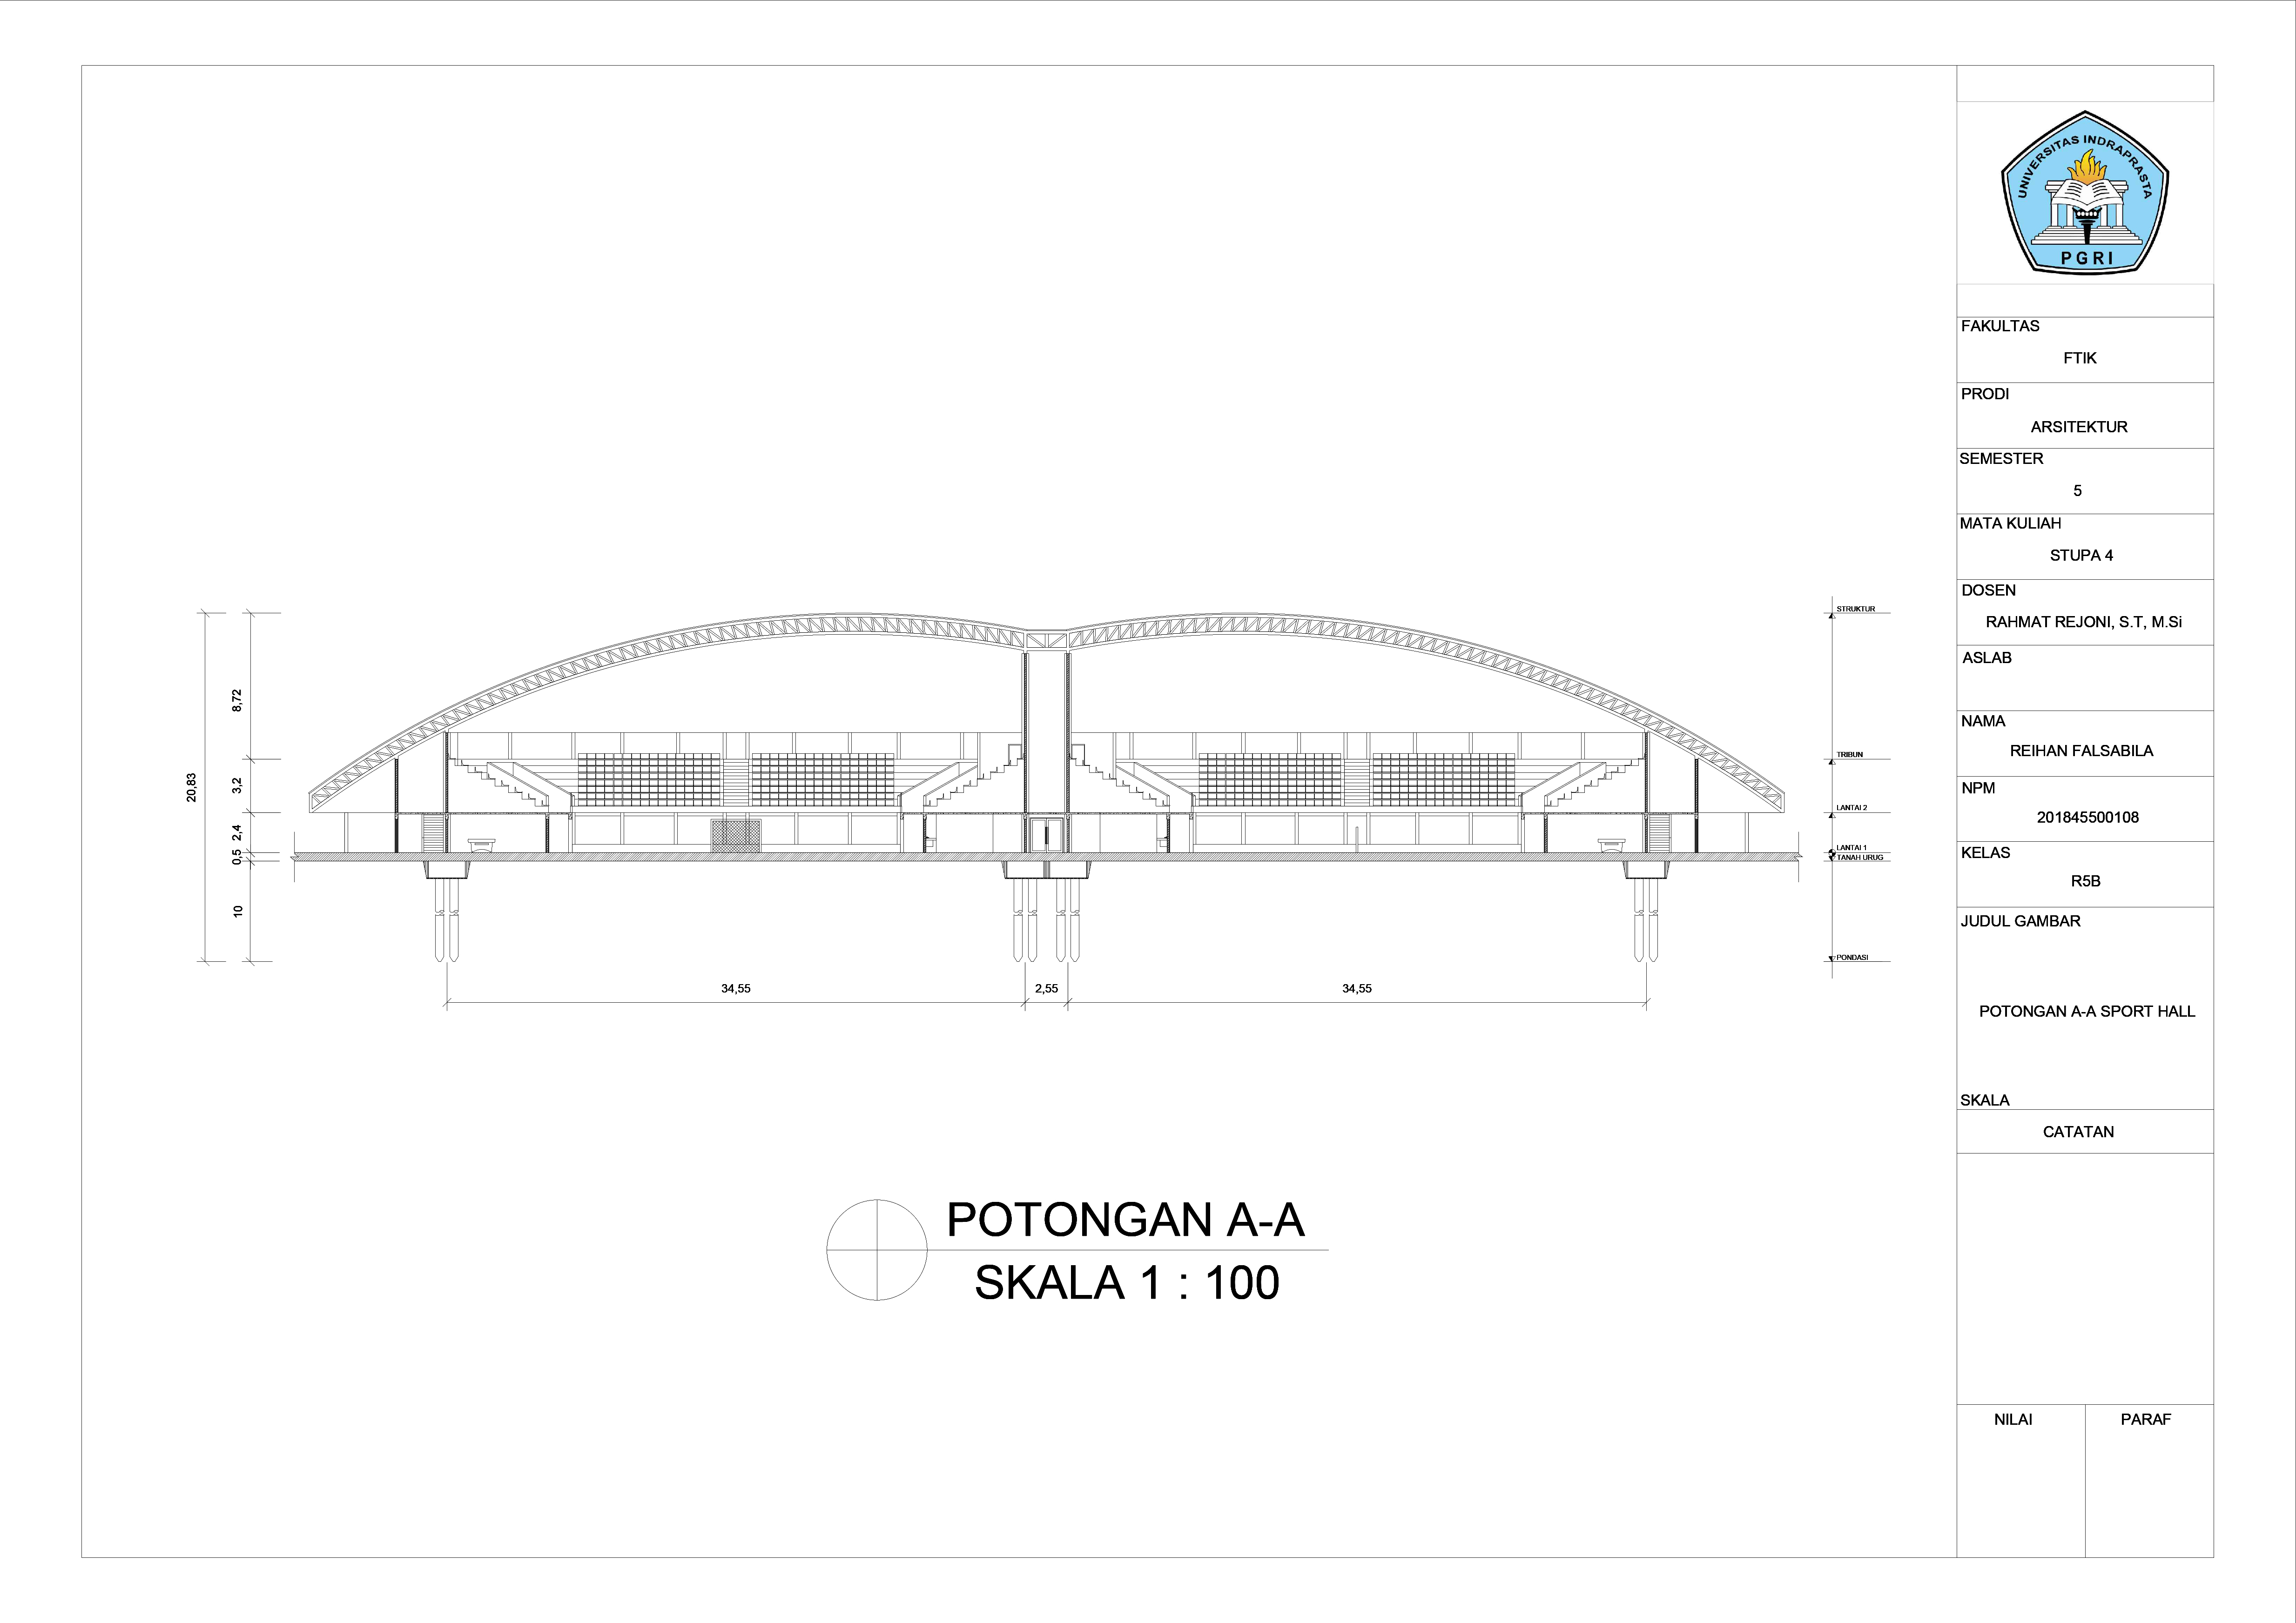 UNIVERSITAS INDRAPRASTA
PGRI
FAKULTAS
FTIK
PRODI
ARSITEKTUR
SEMESTER
5
MATA KULIAH
STUPA 4
DOSEN
RAHMAT REJONI, S.T, M.Si
ASLAB
NAMA
REIHAN FALSABILA
NPM
201845500108
KELAS
R5B
JUDUL GAMBAR
POTONGAN A-A SPORT HALL
SKALA
CATATAN
NILAI
PARAF
20,83
8,72
3,2
2,4
0,5
10
STRUKTUR
TRIBUN
LANTAI 2
LANTAI 1
TANAH URUG
PONDASI
34,55
2,55
34,55
POTONGAN A-A
SKALA 1 : 100